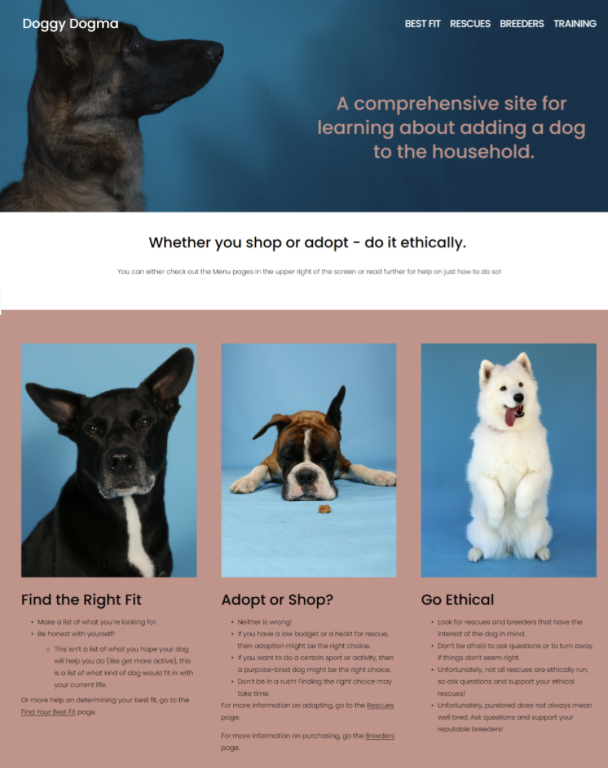 Doggy Dogma
BEST FIT RESCUES BREEDERS TRAINING
A comprehensive site for
learning about adding a dog
to the household.
Whether you shop or adopt - do it ethically.
You can either check out the Menu pages in the upper right of the screen or read further for help on just how to do so!
Find the Right Fit
• Make a list of what you're looking for.
• Be honest with yourself!
◦ This isn't a list of what you hope your dog
will help you do (like get more active), this
is a list of what kind of dog would fit in with
your current life.
Or more help on determining your best fit, go to the
Find Your Best Fit page.
Adopt or Shop?
• Neither is wrong!
• If you have a low budget or a heart for rescue,
then adoption might be the right choice.
• If you want to do a certain sport or activity, then
a purpose-bred dog might be the right choice.
• Don't be in a rush! Finding the right choice may
take time.
For more information on adopting, go to the Rescues
page.
For more information on purchasing, go the Breeders
page.
Go Ethical
• Look for rescues and breeders that have the
interest of the dog in mind.
• Don't be afraid to ask questions or to turn away
if things don't seem right.
• Unfortunately, not all rescues are ethically run,
so ask questions and support your ethical
rescues!
• Unfortunately, purebred does not always mean
well bred. Ask questions and support your
reputable breeders!